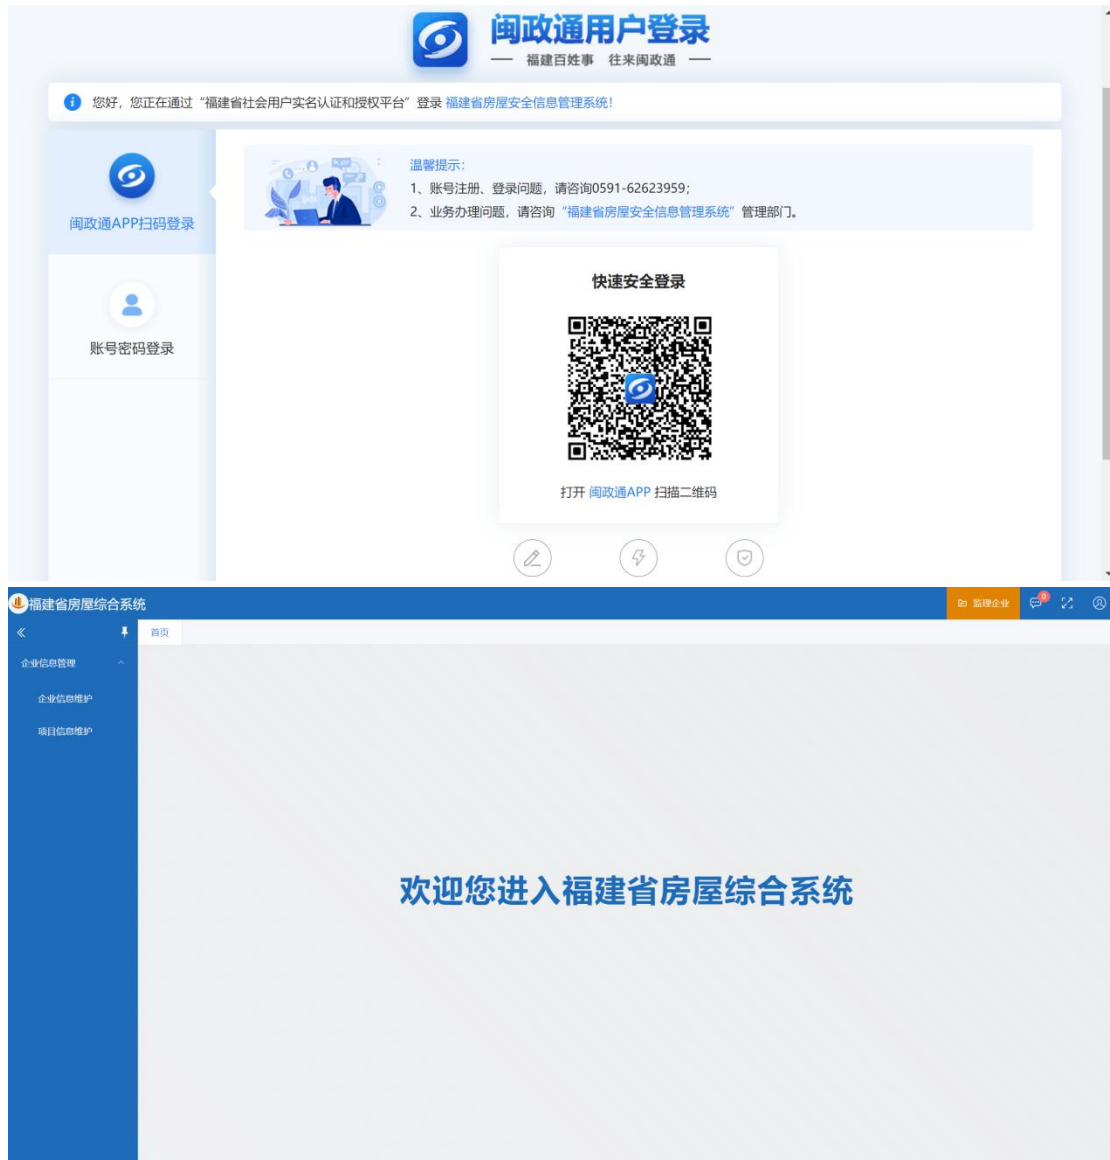 闽政通用户登录
福建百姓事 往来闽政通
您好，您正在通过“福建省社会用户实名认证和授权平台”登录 福建省房屋安全信息管理系统!
闽政通APP扫码登录
账号密码登录
温馨提示:
1、账号注册、登录问题，请咨询0591-62623959;
2、业务办理问题，请咨询“福建省房屋安全信息管理系统”管理部门。
快速安全登录
打开 闽政通APP 扫描二维码
福建省房屋综合系统
监理企业
0
首页
企业信息管理
企业信息维护
项目信息维护
欢迎您进入福建省房屋综合系统